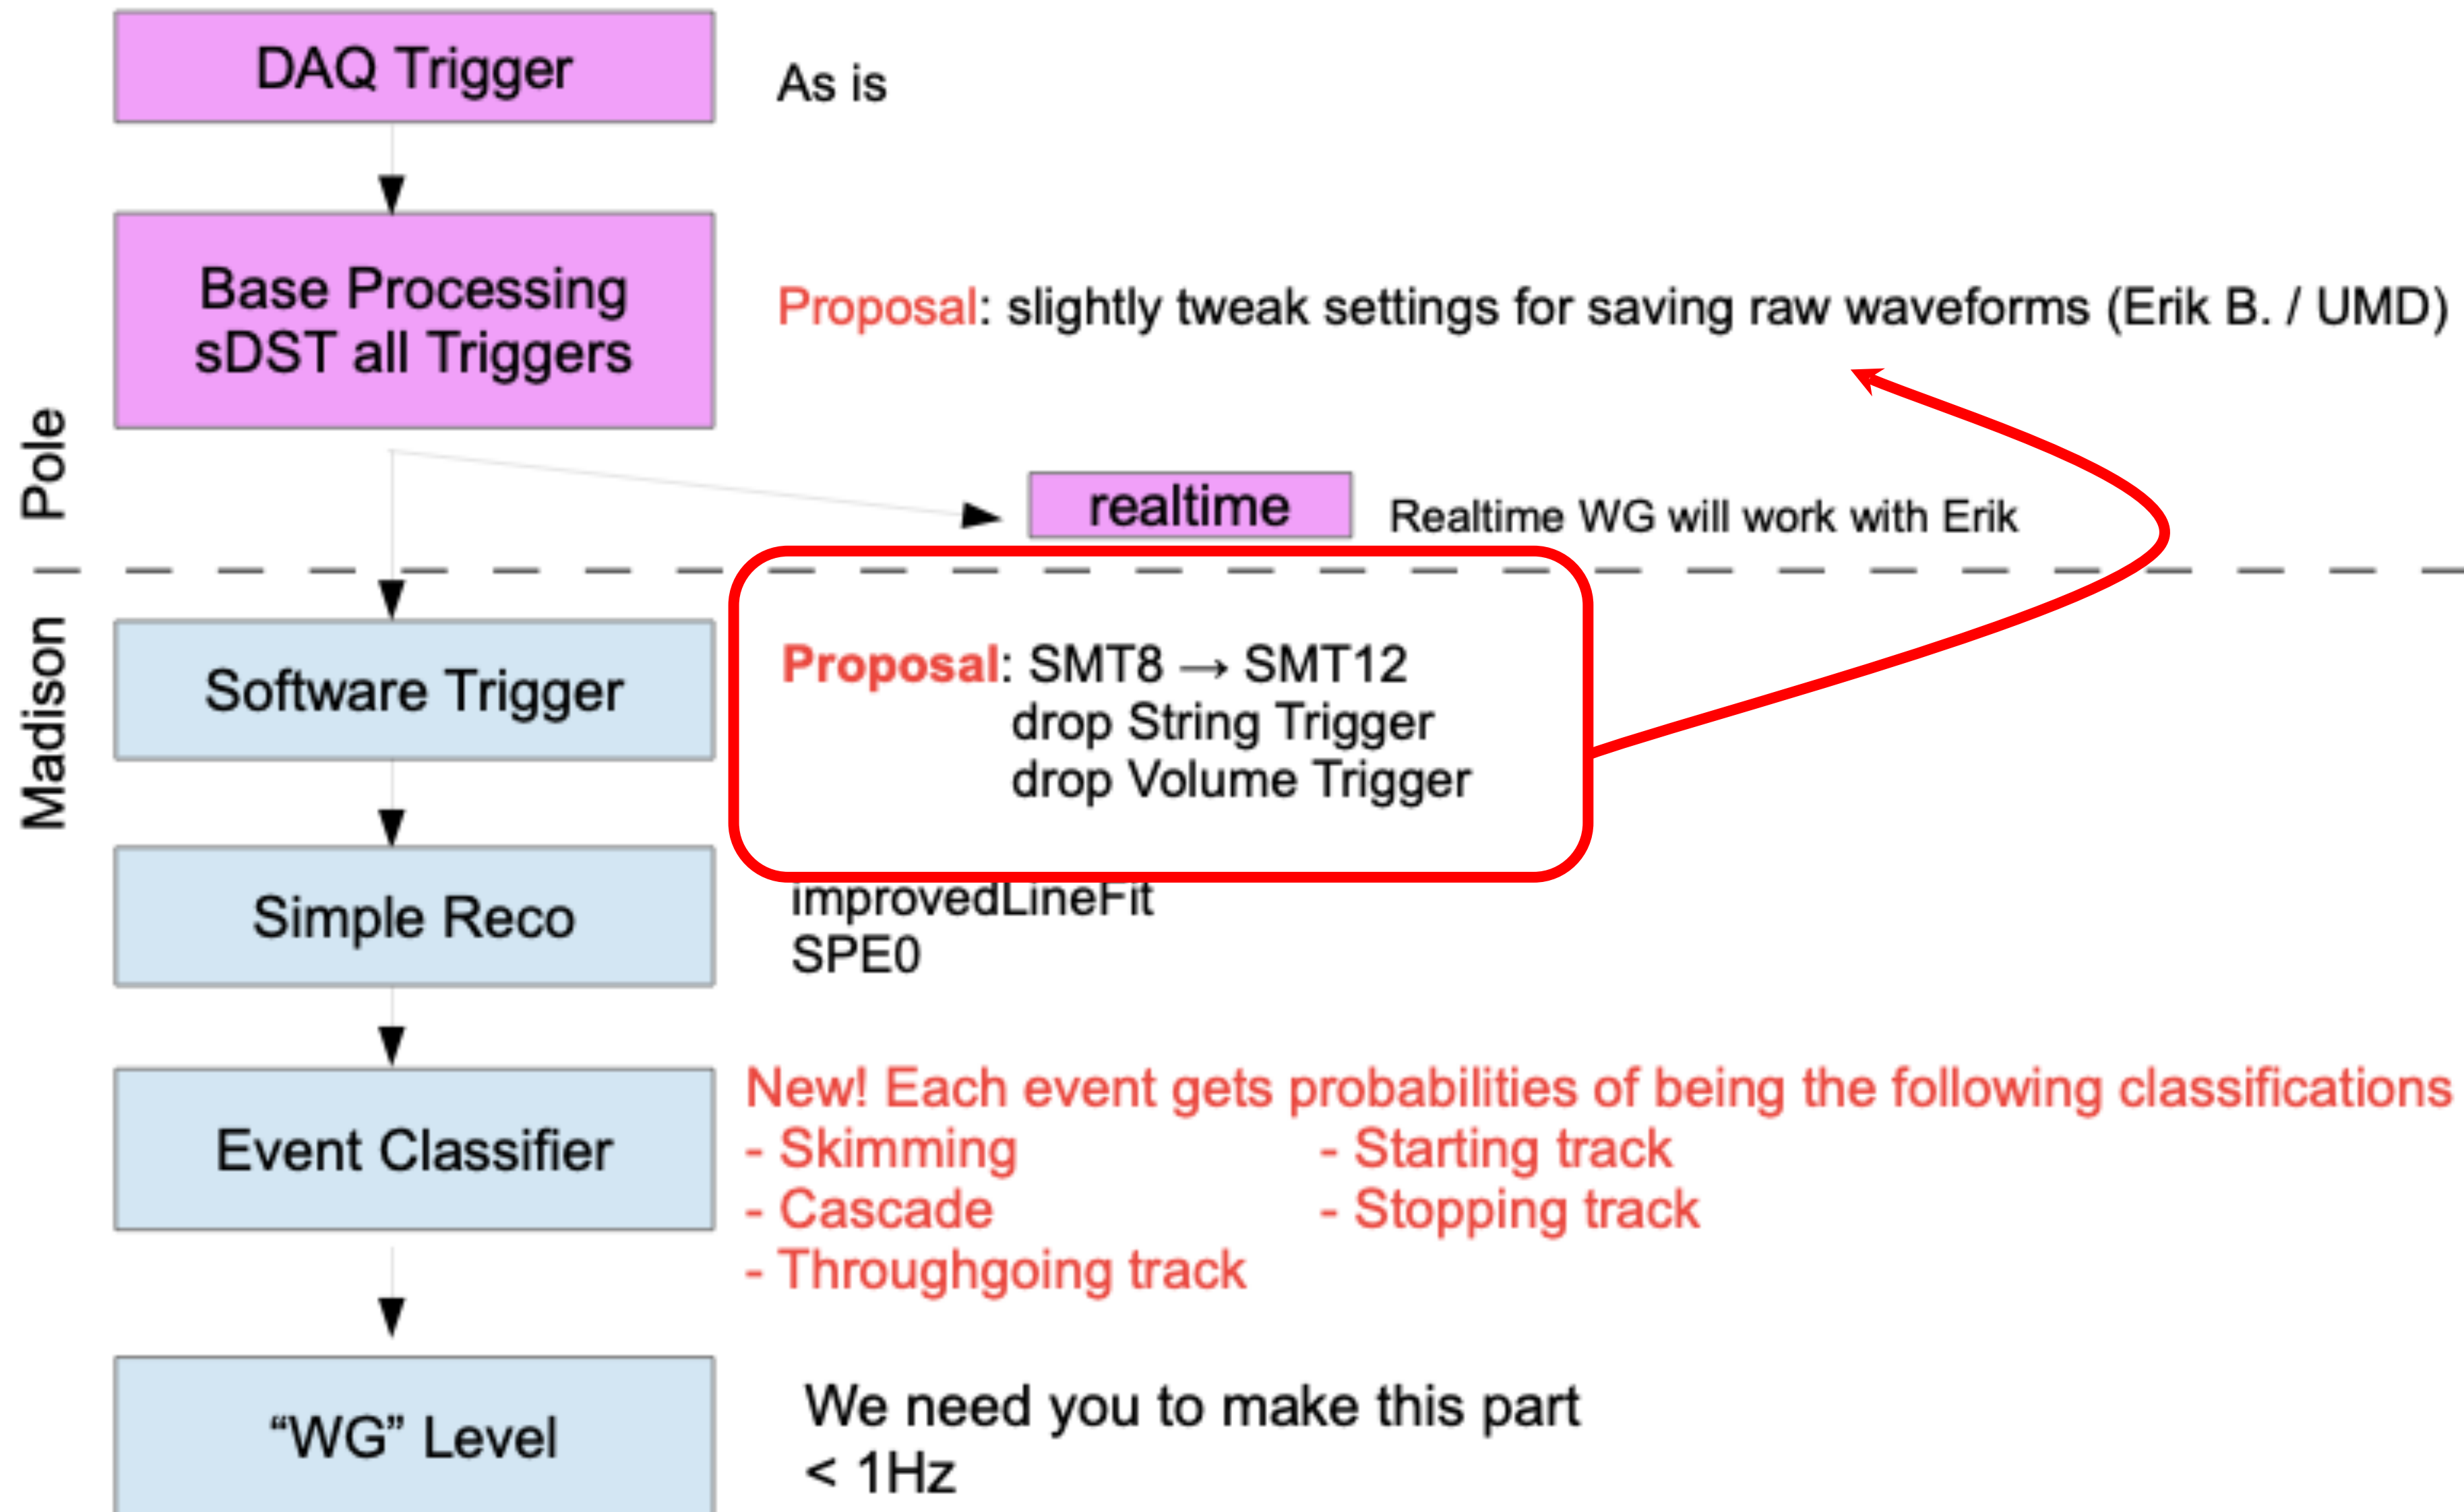 DAQ Trigger
As is
Base Processing
sDST all Triggers
Proposal: slightly tweak settings for saving raw waveforms (Erik B. / UMD)
Pole
realtime
Realtime WG will work with Erik
Madison
Software Trigger
Proposal: SMT8 → SMT12
drop String Trigger
drop Volume Trigger
Simple Reco
improvedLineFit
SPE0
Event Classifier
New! Each event gets probabilities of being the following classifications
- Skimming
- Starting track
- Cascade
- Stopping track
- Throughgoing track
“WG” Level
We need you to make this part
< 1Hz